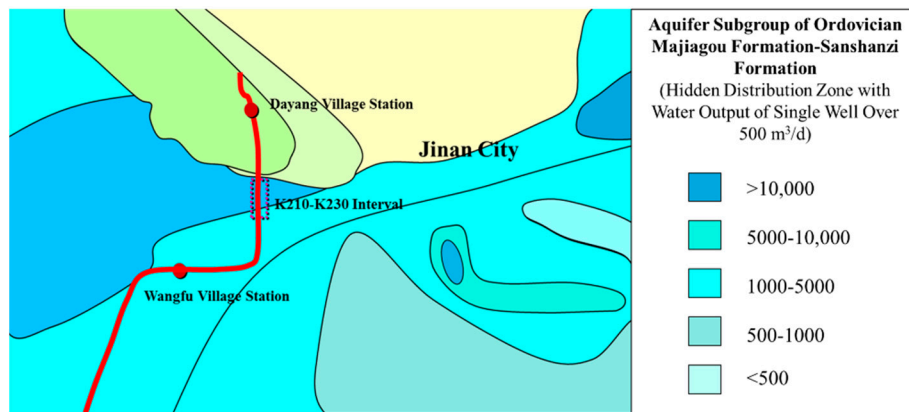 Dayang Village Station
Jinan City
K210-K230 Interval
Wangfu Village Station
Aquifer Subgroup of Ordovician
Majiagou Formation-Sanshanzi
Formation
(Hidden Distribution Zone with
Water Output of Single Well Over
500 m³/d)
>10,000
5000-10,000
1000-5000
500-1000
<500